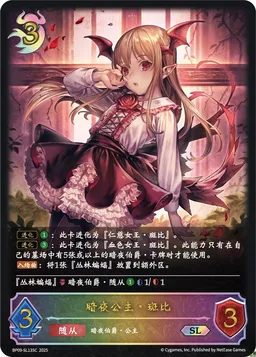 3
进化 1 ：此卡进化为『仁慈女王·斑比』。
进化 1 ：此卡进化为『血色女王·斑比』。此能力只有在自
己的墓场中有5张或以上的暗夜伯爵·卡牌时才能使用。
入场曲 ：将1张『丛林蝙蝠』放置到额外区。
『丛林蝙蝠』 暗夜伯爵·随从 1 1/ 1
暗夜公主·斑比
3
随从
暗夜伯爵·公主
SL
3
BP09-SL13SC 2025
© Cygames, Inc. Published by NetEase Games